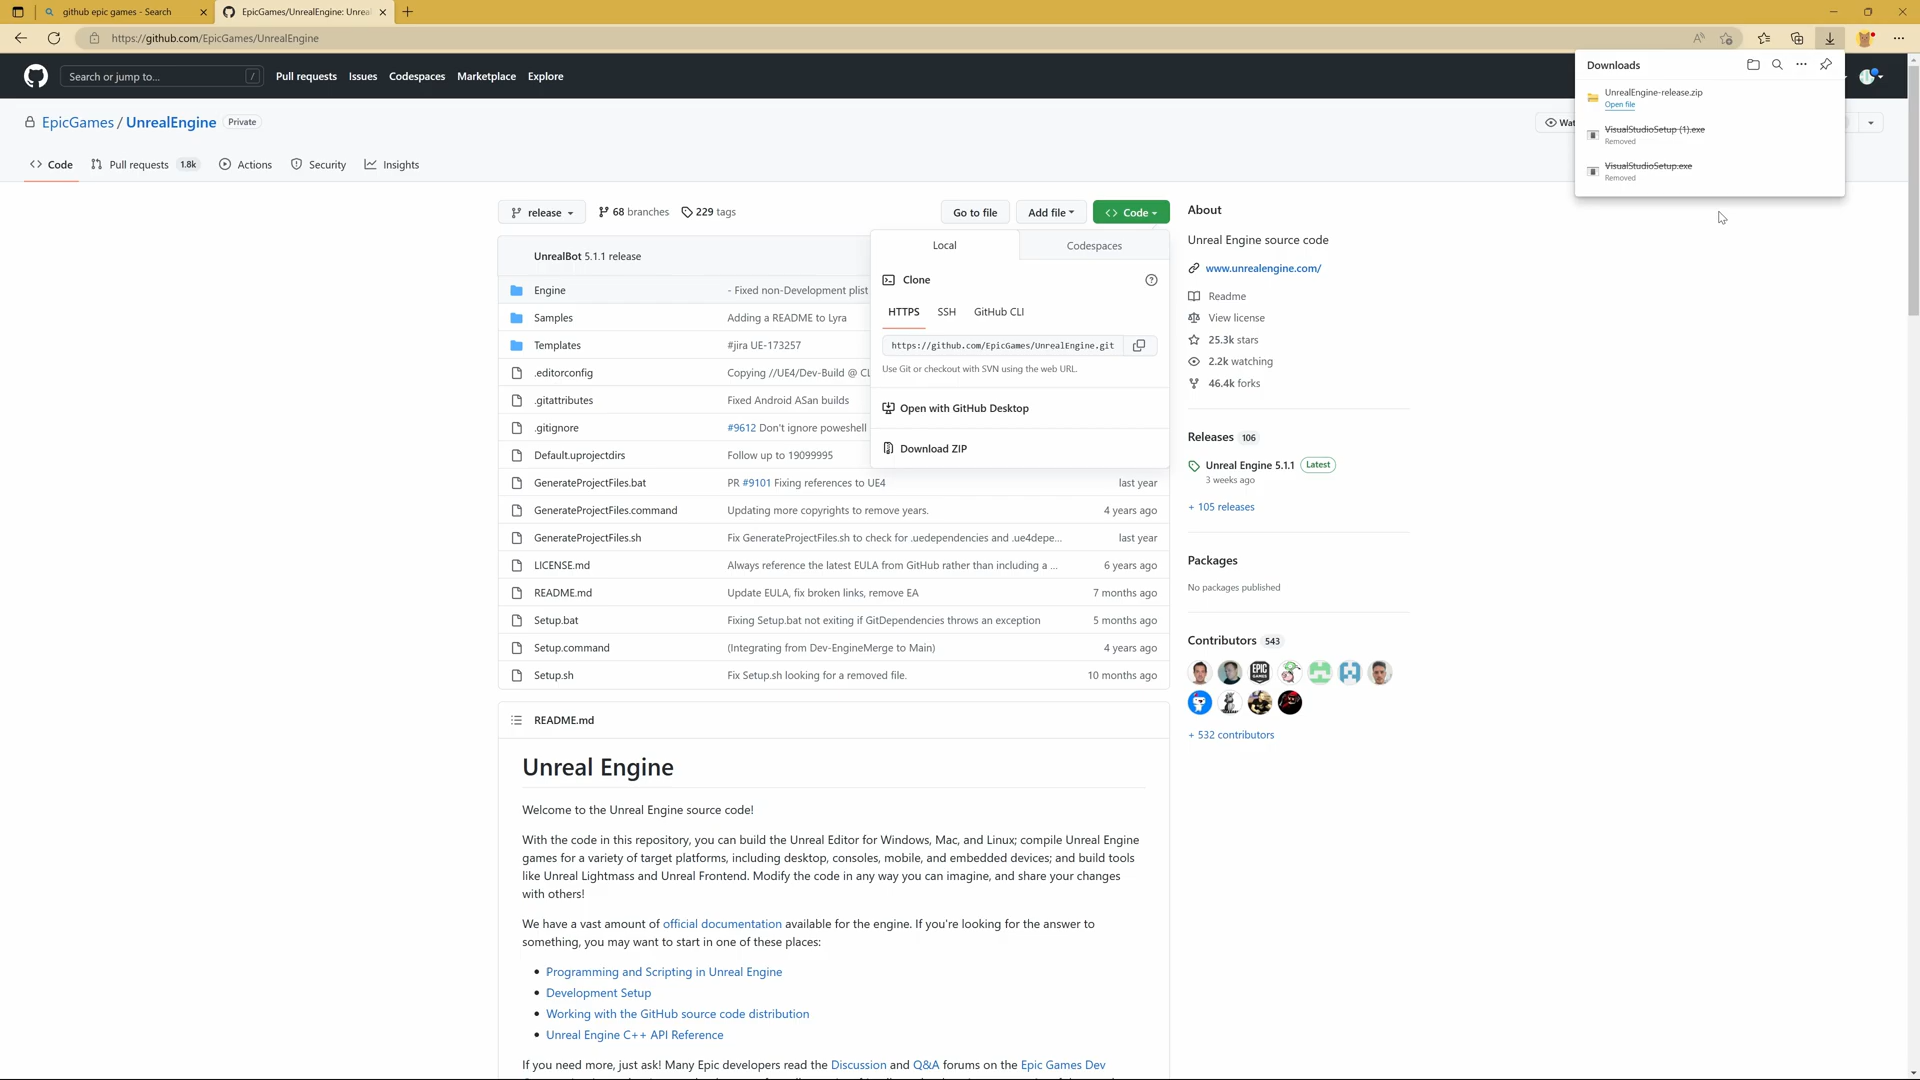 github epic games - Search
EpicGames/UnrealEngine: Unreal
https://github.com/EpicGames/UnrealEngine
Search or jump to... /
Pull requests Issues Codespaces Marketplace Explore
Downloads
UnrealEngine-release.zip
Open file
VisualStudioSetup (1).exe
Removed
VisualStudioSetup.exe
Removed
EpicGames / UnrealEngine Private
Wat
Code Pull requests 1.8k Actions Security Insights
release 68 branches 229 tags Go to file Add file Code
Local Codespaces
Clone
HTTPS SSH GitHub CLI
https://github.com/EpicGames/UnrealEngine.git
Use Git or checkout with SVN using the web URL.
Open with GitHub Desktop
Download ZIP
UnrealBot 5.1.1 release
Engine - Fixed non-Development plist
Samples Adding a README to Lyra
Templates #jira UE-173257
.editorconfig Copying //UE4/Dev-Build @ CL
.gitattributes Fixed Android ASan builds
.gitignore #9612 Don't ignore poweshell
Default.uprojectdirs Follow up to 19099995
GenerateProjectFiles.bat PR #9101 Fixing references to UE4 last year
GenerateProjectFiles.command Updating more copyrights to remove years. 4 years ago
GenerateProjectFiles.sh Fix GenerateProjectFiles.sh to check for .uedependencies and .ue4depe... last year
LICENSE.md Always reference the latest EULA from GitHub rather than including a ... 6 years ago
README.md Update EULA, fix broken links, remove EA 7 months ago
Setup.bat Fixing Setup.bat not exiting if GitDependencies throws an exception 5 months ago
Setup.command (Integrating from Dev-EngineMerge to Main) 4 years ago
Setup.sh Fix Setup.sh looking for a removed file. 10 months ago
About
Unreal Engine source code
www.unrealengine.com/
Readme
View license
25.3k stars
2.2k watching
46.4k forks
Releases 106
Unreal Engine 5.1.1 Latest
3 weeks ago
+ 105 releases
Packages
No packages published
Contributors 543
EPIC GAMES
+ 532 contributors
README.md
Unreal Engine
Welcome to the Unreal Engine source code!
With the code in this repository, you can build the Unreal Editor for Windows, Mac, and Linux; compile Unreal Engine
games for a variety of target platforms, including desktop, consoles, mobile, and embedded devices; and build tools
like Unreal Lightmass and Unreal Frontend. Modify the code in any way you can imagine, and share your changes
with others!
We have a vast amount of official documentation available for the engine. If you're looking for the answer to
something, you may want to start in one of these places:
• Programming and Scripting in Unreal Engine
• Development Setup
• Working with the GitHub source code distribution
• Unreal Engine C++ API Reference
If you need more, just ask! Many Epic developers read the Discussion and Q&A forums on the Epic Games Dev